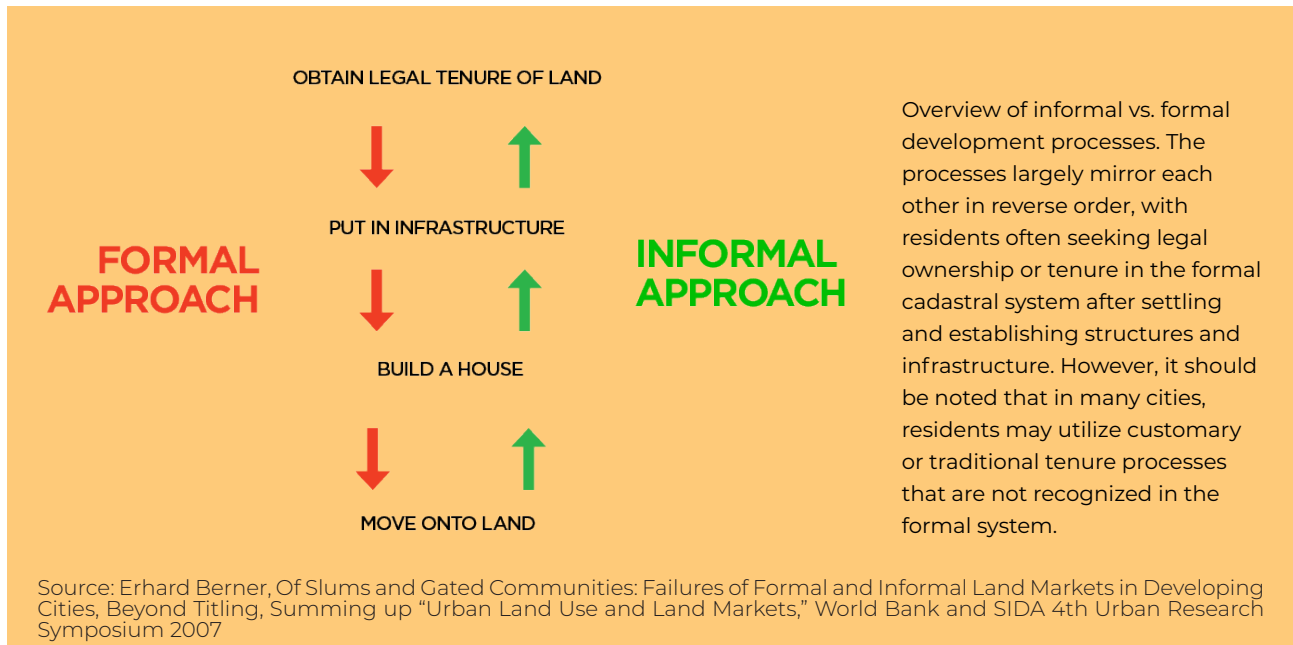 OBTAIN LEGAL TENURE OF LAND
PUT IN INFRASTRUCTURE
FORMAL
APPROACH
INFORMAL
APPROACH
BUILD A HOUSE
MOVE ONTO LAND
Overview of informal vs. formal
development processes. The
processes largely mirror each
other in reverse order, with
residents often seeking legal
ownership or tenure in the formal
cadastral system after settling
and establishing structures and
infrastructure. However, it should
be noted that in many cities,
residents may utilize customary
or traditional tenure processes
that are not recognized in the
formal system.
Source: Erhard Berner, Of Slums and Gated Communities: Failures of Formal and Informal Land Markets in Developing
Cities, Beyond Titling, Summing up “Urban Land Use and Land Markets,” World Bank and SIDA 4th Urban Research
Symposium 2007